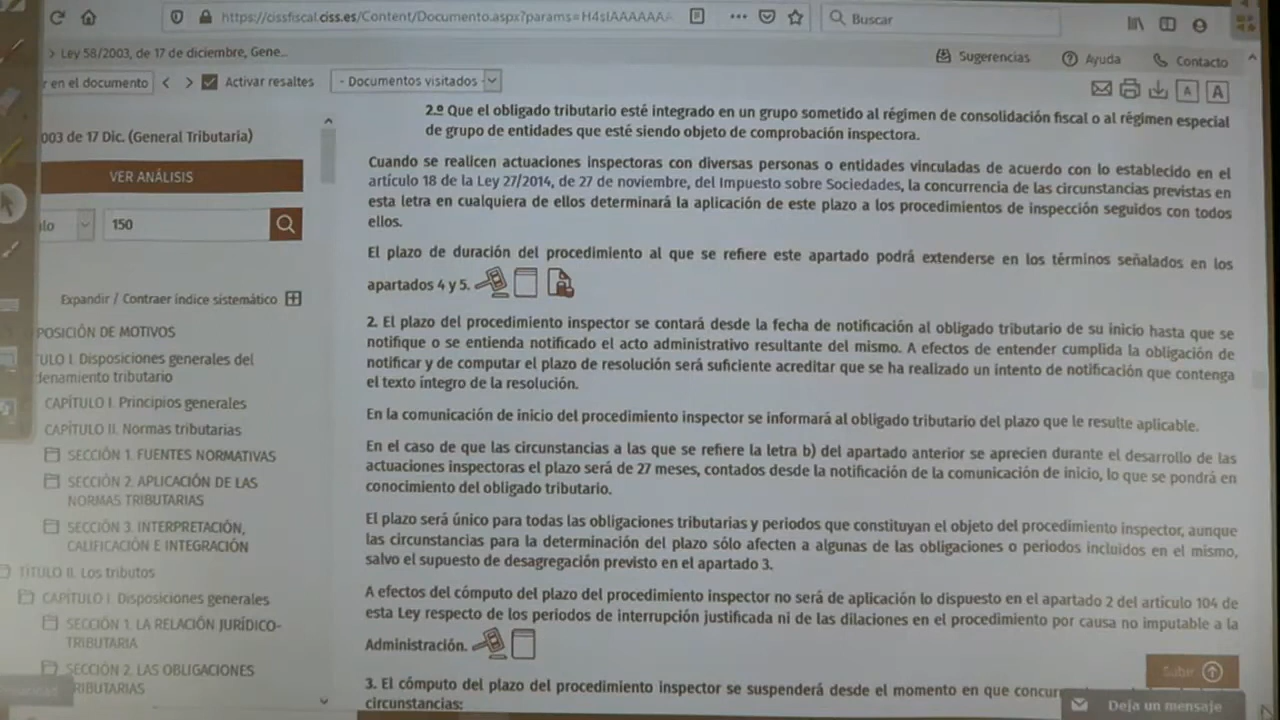 https://cissfiscal.ciss.es/Content/Documento.aspx?params=H4sIAAAAAAA
Buscar
> Ley 58/2003, de 17 de diciembre, Gene...
Sugerencias
Ayuda
Contacto
r en el documento < > Activar resaltes
- Documentos visitados
A A
003 de 17 Dic. (General Tributaria)
VER ANÁLISIS
lo
150
Expandir / Contraer índice sistemático
POSICIÓN DE MOTIVOS
ULO I. Disposiciones generales del
denamiento tributario
CAPÍTULO I. Principios generales
CAPÍTULO II. Normas tributarias
SECCIÓN 1. FUENTES NORMATIVAS
SECCIÓN 2. APLICACIÓN DE LAS
NORMAS TRIBUTARIAS
SECCIÓN 3. INTERPRETACIÓN,
CALIFICACIÓN E INTEGRACIÓN
TÍTULO II. Los tributos
CAPÍTULO I. Disposiciones generales
SECCIÓN 1. LA RELACIÓN JURÍDICO-
TRIBUTARIA
SECCIÓN 2. LAS OBLIGACIONES
RIBUTARIAS
2.º Que el obligado tributario esté integrado en un grupo sometido al régimen de consolidación fiscal o al régimen especial
de grupo de entidades que esté siendo objeto de comprobación inspectora.
Cuando se realicen actuaciones inspectoras con diversas personas o entidades vinculadas de acuerdo con lo establecido en el
artículo 18 de la Ley 27/2014, de 27 de noviembre, del Impuesto sobre Sociedades, la concurrencia de las circunstancias previstas en
esta letra en cualquiera de ellos determinará la aplicación de este plazo a los procedimientos de inspección seguidos con todos
ellos.
El plazo de duración del procedimiento al que se refiere este apartado podrá extenderse en los términos señalados en los
apartados 4 y 5.
2. El plazo del procedimiento inspector se contará desde la fecha de notificación al obligado tributario de su inicio hasta que se
notifique o se entienda notificado el acto administrativo resultante del mismo. A efectos de entender cumplida la obligación de
notificar y de computar el plazo de resolución será suficiente acreditar que se ha realizado un intento de notificación que contenga
el texto íntegro de la resolución.
En la comunicación de inicio del procedimiento inspector se informará al obligado tributario del plazo que le resulte aplicable.
En el caso de que las circunstancias a las que se refiere la letra b) del apartado anterior se aprecien durante el desarrollo de las
actuaciones inspectoras el plazo será de 27 meses, contados desde la notificación de la comunicación de inicio, lo que se pondrá en
conocimiento del obligado tributario.
El plazo será único para todas las obligaciones tributarias y periodos que constituyan el objeto del procedimiento inspector, aunque
las circunstancias para la determinación del plazo sólo afecten a algunas de las obligaciones o periodos incluidos en el mismo,
salvo el supuesto de desagregación previsto en el apartado 3.
A efectos del cómputo del plazo del procedimiento inspector no será de aplicación lo dispuesto en el apartado 2 del artículo 104 de
esta Ley respecto de los periodos de interrupción justificada ni de las dilaciones en el procedimiento por causa no imputable a la
Administración.
Subir
3. El cómputo del plazo del procedimiento inspector se suspenderá desde el momento en que concur
circunstancias:
Deja un mensaje